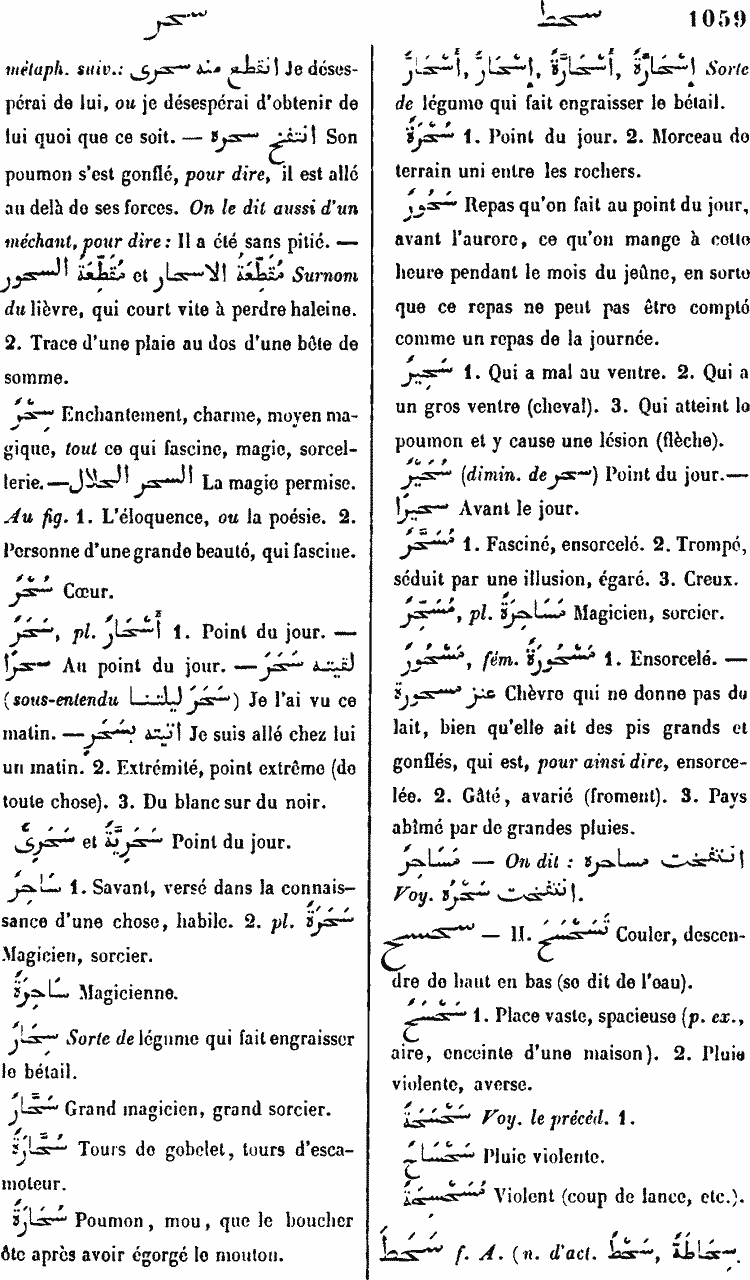 سحر
سحط 1059
métaph. suiv.: انقطع منه سحرى Je déses-
pérai de lui, ou je désespérai d'obtenir de
lui quoi que ce soit. — انتفخ سحره Son
poumon s'est gonflé, pour dire, il est allé
au delà de ses forces. On le dit aussi d'un
méchant, pour dire: Il a été sans pitié. —
مُقَطِّعَةُ الاسحار et مُقَطِّعَةُ السحور Surnom
du lièvre, qui court vite à perdre haleine.
2. Trace d'une plaie au dos d'une bête de
somme.
سِحْرٌ Enchantement, charme, moyen ma-
gique, tout ce qui fascine, magie, sorcel-
lerie. — السحر الحلال La magie permise.
Au fig. 1. L'éloquence, ou la poésie. 2.
Personne d'une grande beauté, qui fascine.
سُحْرٌ Cœur.
سَحَرٌ, pl. أَسْحَارٌ 1. Point du jour. —
سحرًا Au point du jour. — لقيته سَحَرَ
(sous-entendu سَحَرَ ليلتنا) Je l'ai vu ce
matin. — اتيته بِسَحَرٍ Je suis allé chez lui
un matin. 2. Extrémité, point extrême (de
toute chose). 3. Du blanc sur du noir.
سَحَرِىٌّ et سَحَرِيَّةٌ Point du jour.
سَاحِرٌ 1. Savant, versé dans la connais-
sance d'une chose, habile. 2. pl. سَحَرَةٌ
Magicien, sorcier.
سَاحِرَةٌ Magicienne.
سَحَارٌ Sorte de légume qui fait engraisser
le bétail.
سَحَّارٌ Grand magicien, grand sorcier.
سَحَّارَةٌ Tours de gobelet, tours d'esca-
moteur.
سُحَارَةٌ Poumon, mou, que le boucher
ôte après avoir égorgé le mouton.
إِسْحَارَّةٌ, أَسْحَارَّةٌ, إِسْحَارٌّ, أَسْحَارٌّ Sorte
de légume qui fait engraisser le bétail.
سُحْرَةٌ 1. Point du jour. 2. Morceau de
terrain uni entre les rochers.
سَحُورٌ Repas qu'on fait au point du jour,
avant l'aurore, ce qu'on mange à cette
heure pendant le mois du jeûne, en sorte
que ce repas ne peut pas être compté
comme un repas de la journée.
سَحِيرٌ 1. Qui a mal au ventre. 2. Qui a
un gros ventre (cheval). 3. Qui atteint le
poumon et y cause une lésion (flèche).
سُحَيْرٌ (dimin. de سحر) Point du jour. —
سحيرًا Avant le jour.
مُسَحَّرٌ 1. Fasciné, ensorcelé. 2. Trompé,
séduit par une illusion, égaré. 3. Creux.
مُسَحِّرٌ, pl. مَسَاحِرَةٌ Magicien, sorcier.
مَسْحُورٌ, fém. مَسْحُورَةٌ 1. Ensorcelé. —
عنز مسحورة Chèvre qui ne donne pas de
lait, bien qu'elle ait des pis grands et
gonflés, qui est, pour ainsi dire, ensorce-
lée. 2. Gâté, avarié (froment). 3. Pays
abîmé par de grandes pluies.
مَسَاحِرُ — On dit : انتفخت مساحره
Voy. انتفخت سَحْرُهُ.
سحسح — II. تَسَحْسَحَ Couler, descen-
dre de haut en bas (se dit de l'eau).
سَحْسَحٌ 1. Place vaste, spacieuse (p. ex.,
aire, enceinte d'une maison). 2. Pluie
violente, averse.
سَحْسَحَةٌ Voy. le précéd. 1.
سَحْسَاحٌ Pluie violente.
مُسَحْسِحَةٌ Violent (coup de lance, etc.).
سَحَطَ f. A. (n. d'act. سَحْطٌ, سِحَاطَةٌ.